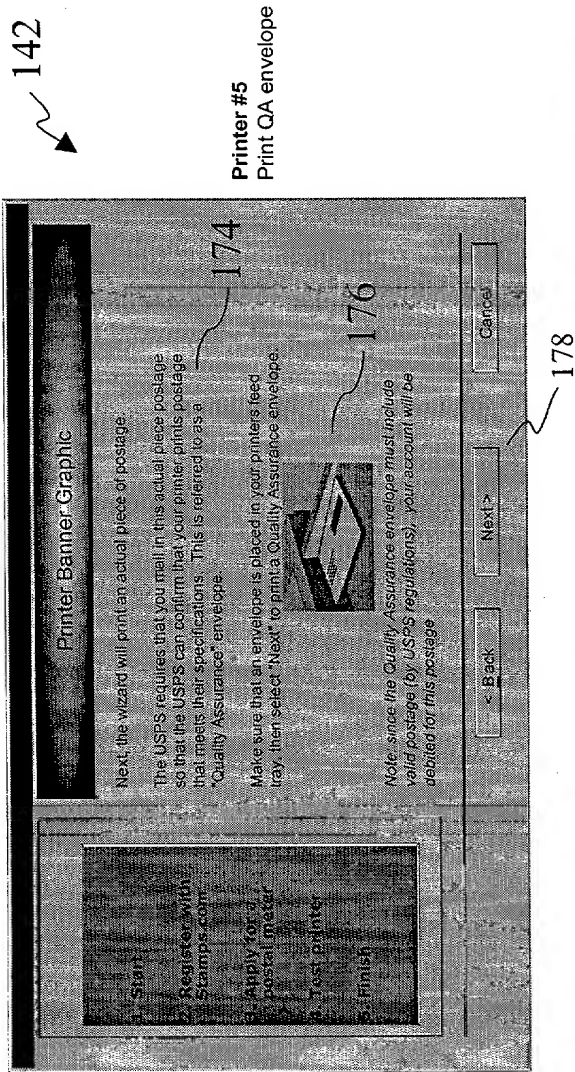 142
Printer #5
Print QA envelope
Printer Banner Graphic
1. Start
2. Register with
Stamps.com
3. Apply for a
postal meter
4. Test printer
5. Finish
Next, the wizard will print an actual piece of postage.
The USPS requires that you mail in this actual piece postage
so that the USPS can confirm that your printer prints postage
that meets their specifications. This is referred to as a
"Quality Assurance" envelope.
174
Make sure that an envelope is placed in your printers feed
tray, then select "Next" to print a Quality Assurance envelope.
176
Note: since the Quality Assurance envelope must include
valid postage (by USPS regulations), your account will be
debited for this postage
< Back
Next >
Cancel
178